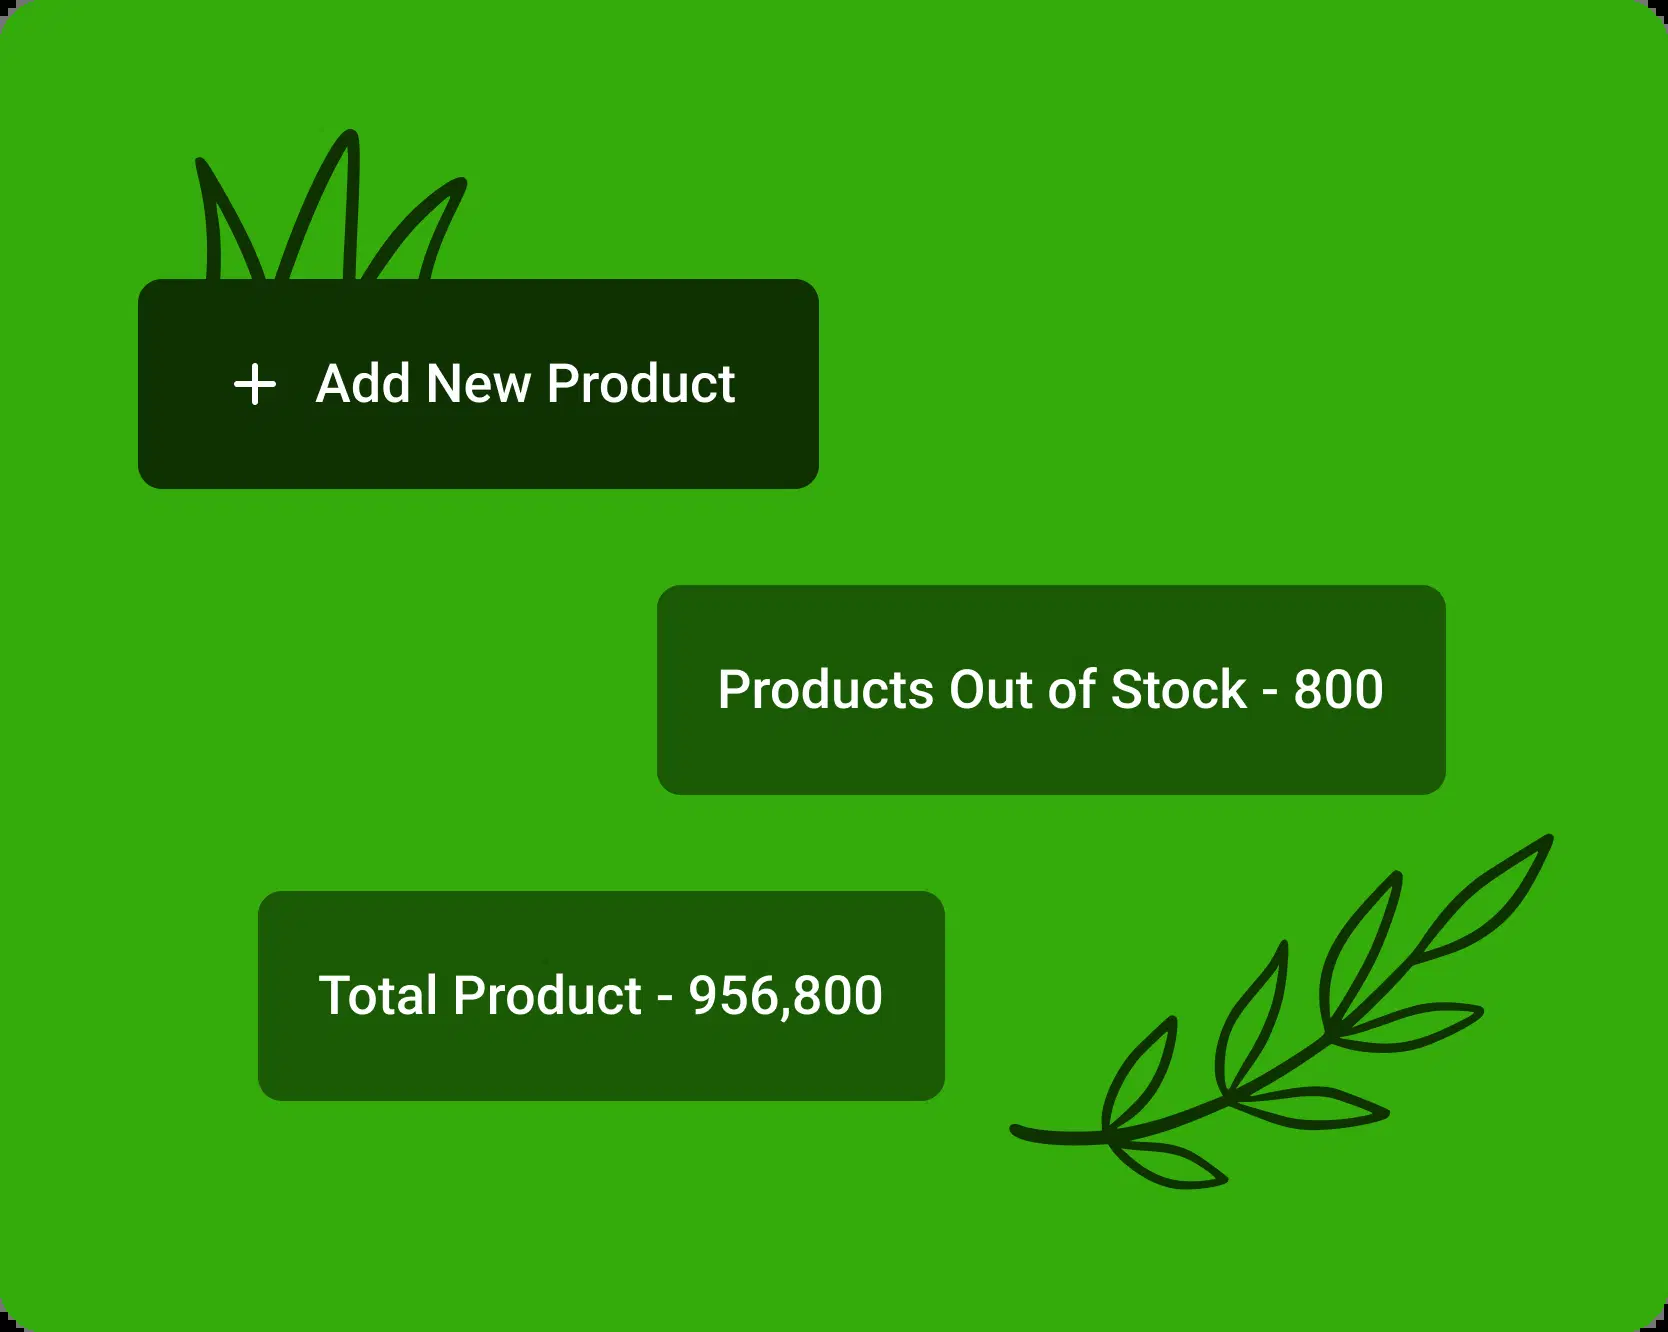 + Add New Product
Products Out of Stock - 800
Total Product - 956,800